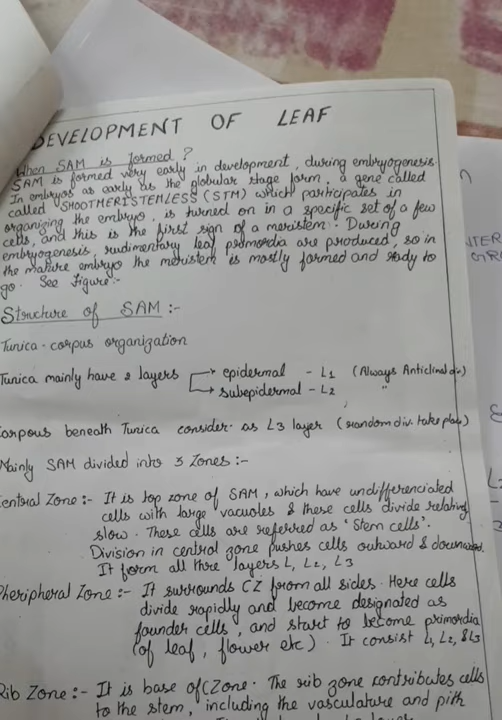 DEVELOPMENT OF LEAF
When SAM is formed ?
SAM is formed very early in development, during embryogenesis.
In embryos as early as the globular stage form, a gene called
called SHOOTMERISTEMLESS (STM) which participates in
organizing the embryo, is turned on in a specific set of a few
cells, and this is the first sign of a meristem. During
embryogenesis, rudimentary leaf primordia are produced, so in
the mature embryo the meristem is mostly formed and ready to
go. See Figure:-
Structure of SAM :-
Tunica-corpus organization
Tunica mainly have 2 layers → epidermal - L1 (Always Anticlinal div)
→ subepidermal - L2 "
Corpous beneath Tunica consider as L3 layer (random div. take place)
Mainly SAM divided into 3 Zones :-
Central Zone :- It is top zone of SAM, which have undifferenciated
cells with large vacuoles & these cells divide relating
slow. These cells are referred as 'Stem cells'.
Division in central zone pushes cells outward & downward.
It form all thre layers L, L2, L3
Pheripheral Zone :- It surrounds CZ from all sides. Here cells
divide rapidly and become designated as
founder cells, and start to become primordia
(of leaf, flower etc). It consist L1, L2, & L3
Rib Zone :- It is base of CZone. The rib zone contributes cells
to the stem, including the vasculature and pith